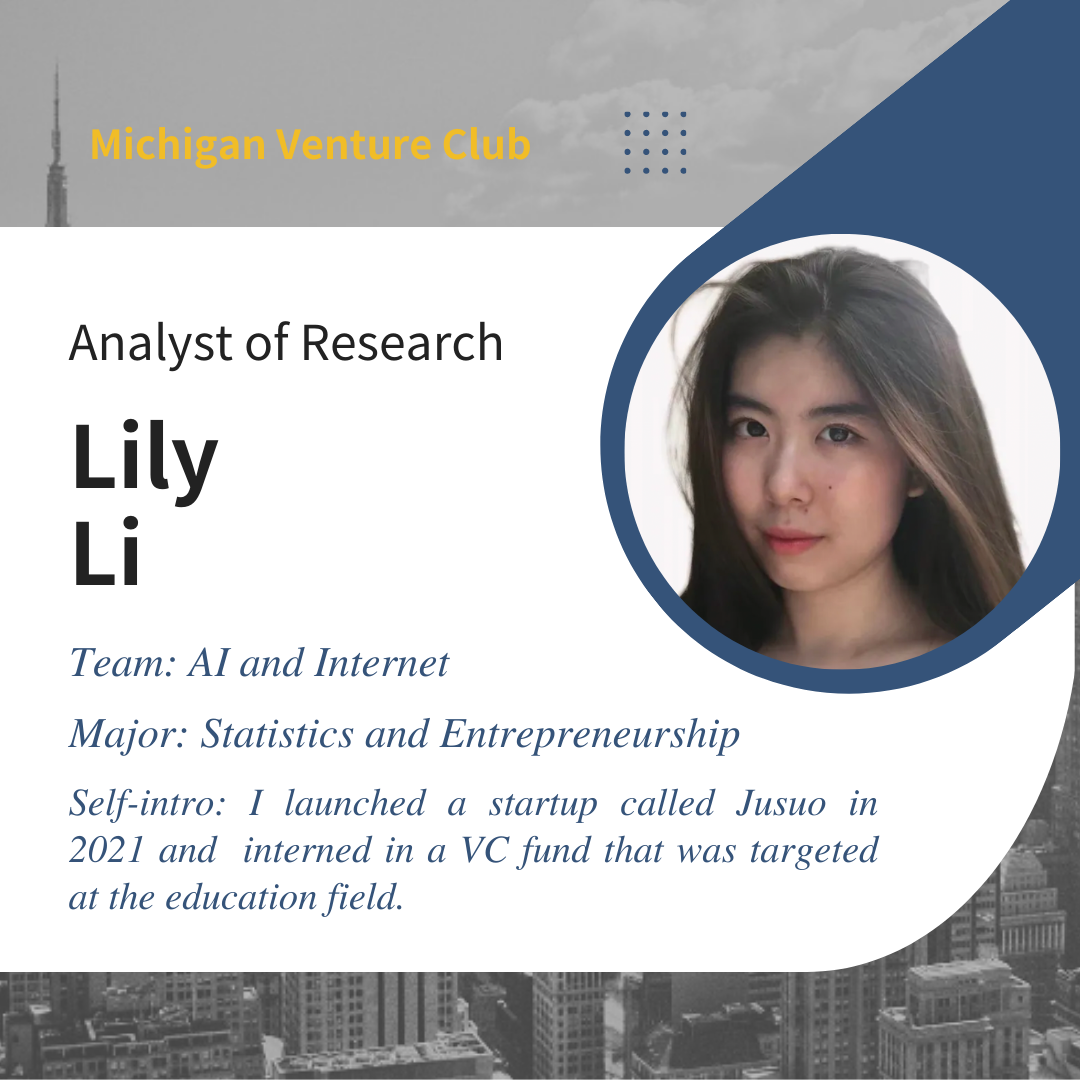 Michigan Venture Club
Analyst of Research
Lily
Li
Team: AI and Internet
Major: Statistics and Entrepreneurship
Self-intro: I launched a startup called Jusuo in
2021 and interned in a VC fund that was targeted
at the education field.